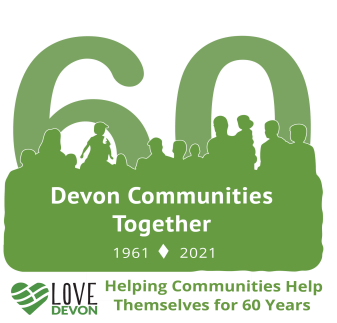 60
Devon Communities
Together
1961 ♦ 2021
LOVE
DEVON
Helping Communities Help
Themselves for 60 Years